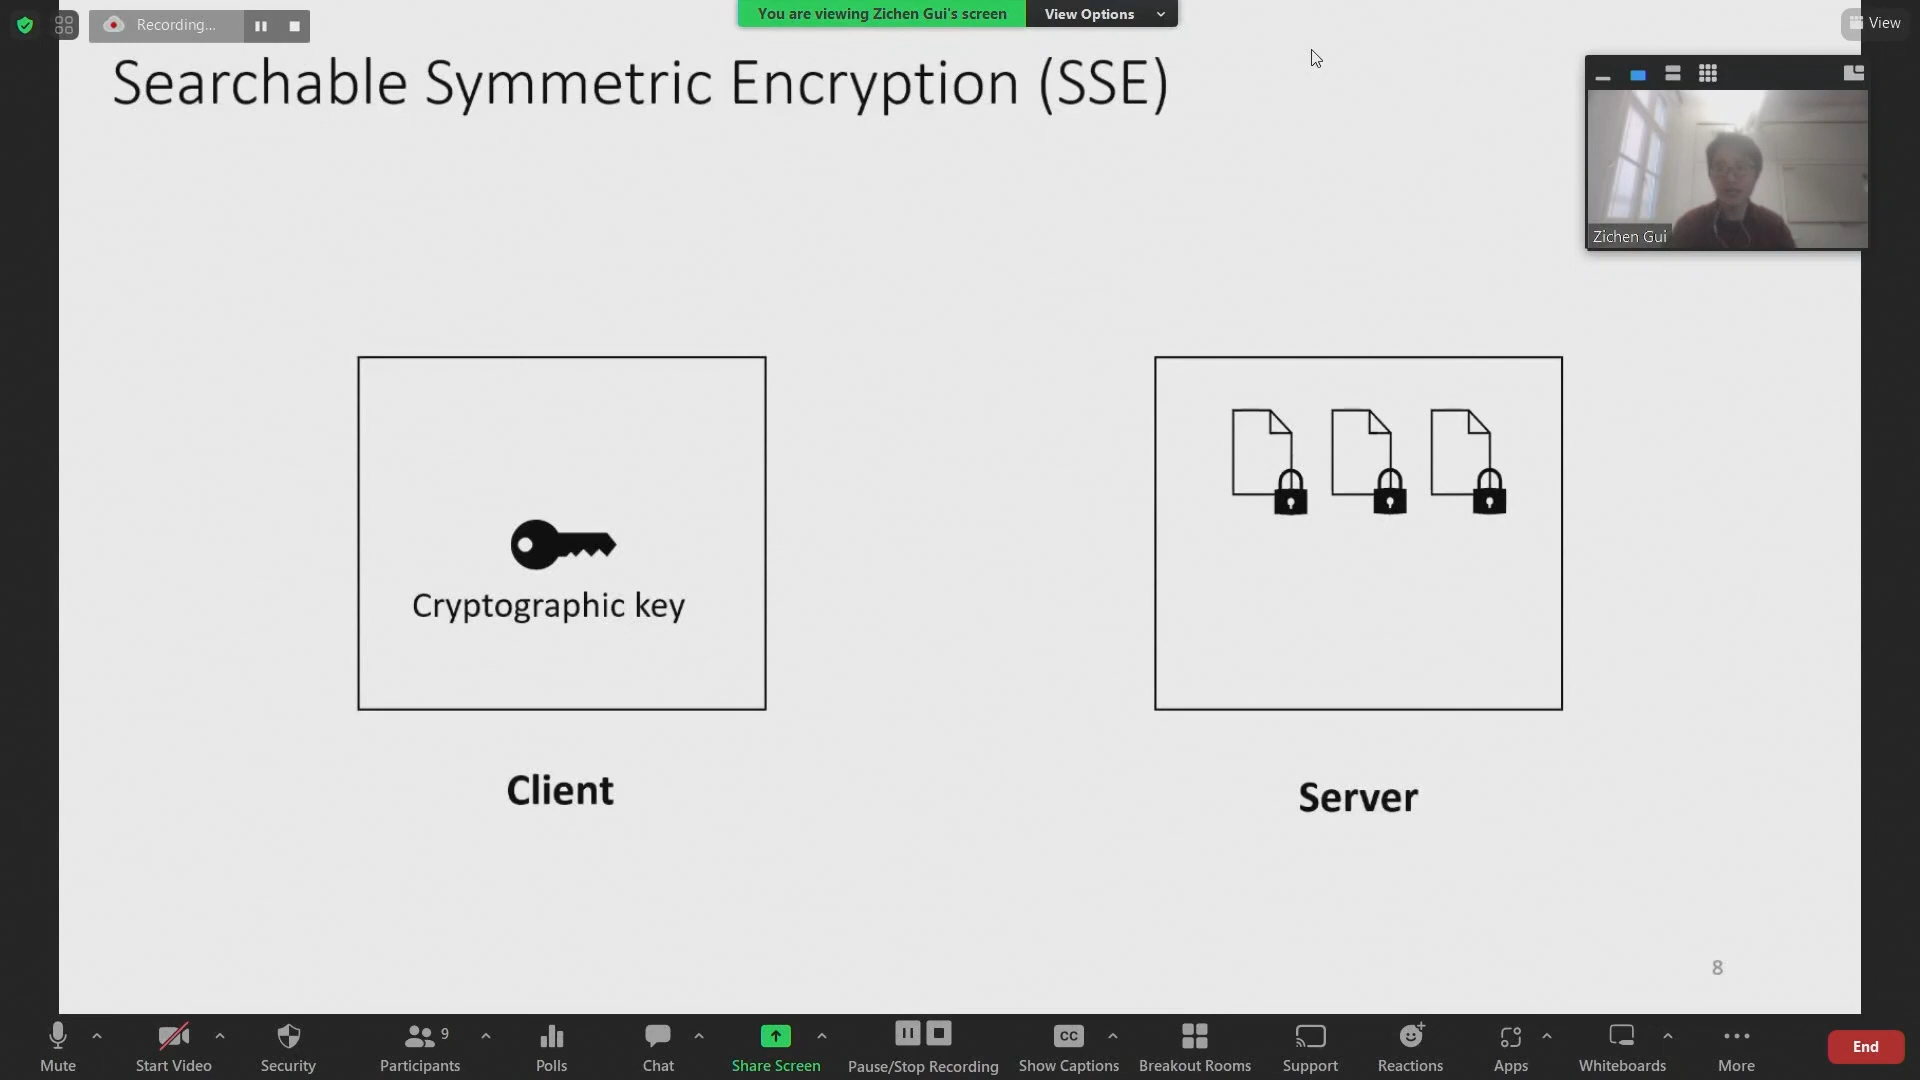 Recording...
You are viewing Zichen Gui's screen
View Options
View
Searchable Symmetric Encryption (SSE)
Zichen Gui
Cryptographic key
Client
Server
8
Mute
Start Video
Security
9
Participants
Polls
Chat
Share Screen
Pause/Stop Recording
CC
Show Captions
Breakout Rooms
Support
Reactions
Apps
Whiteboards
More
End